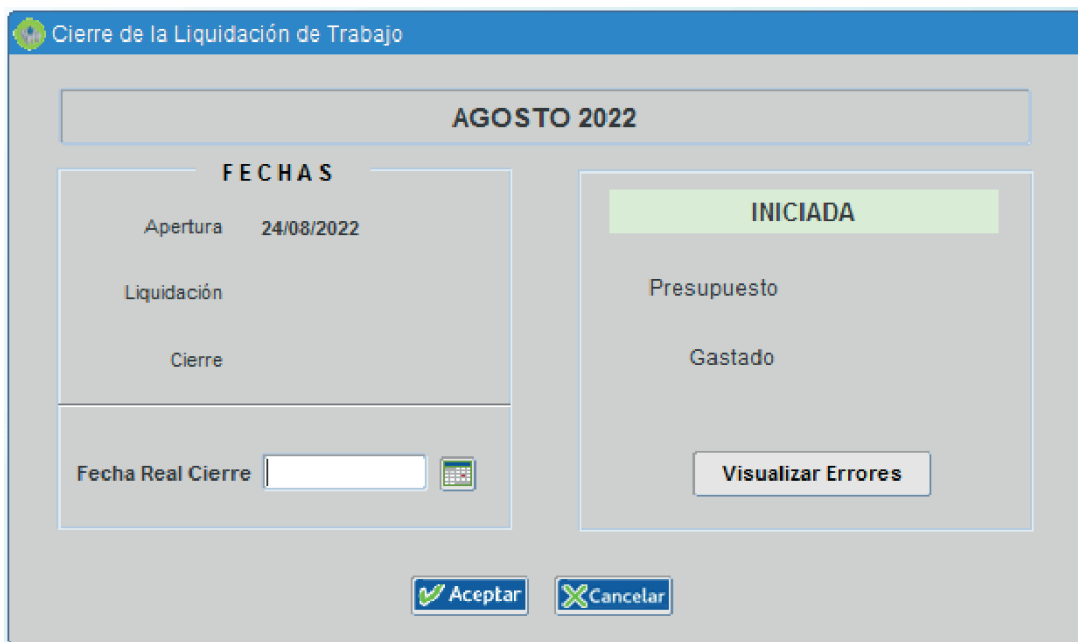 Cierre de la Liquidación de Trabajo
AGOSTO 2022
FECHAS
Apertura 24/08/2022
Liquidación
Cierre
Fecha Real Cierre
INICIADA
Presupuesto
Gastado
Visualizar Errores
Aceptar
Cancelar